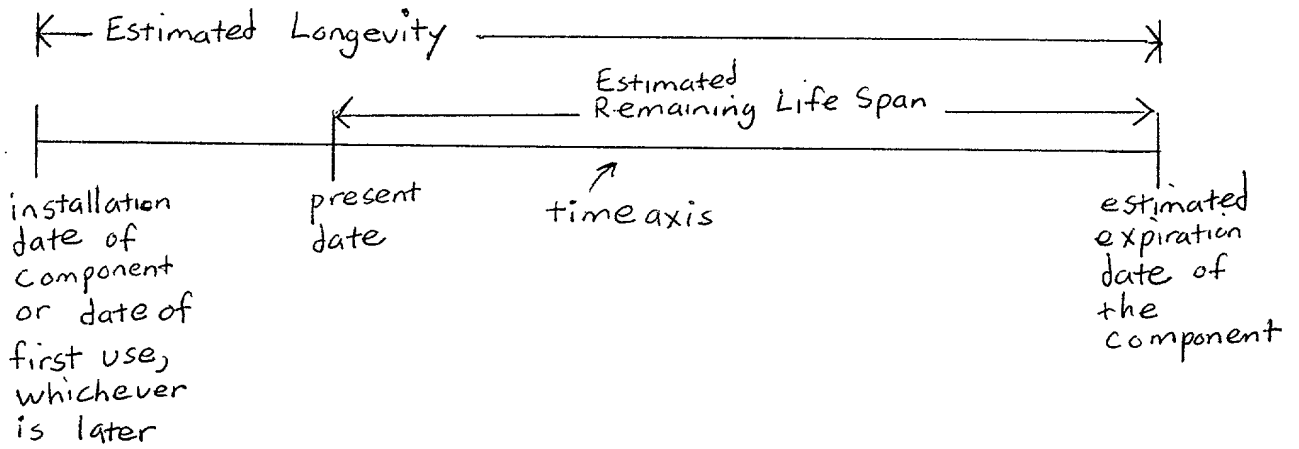 Estimated Longevity
Estimated
Remaining Life Span
installation
date of
component
or date of
first use,
whichever
is later
present
date
time axis
estimated
expiration
date of
the
component